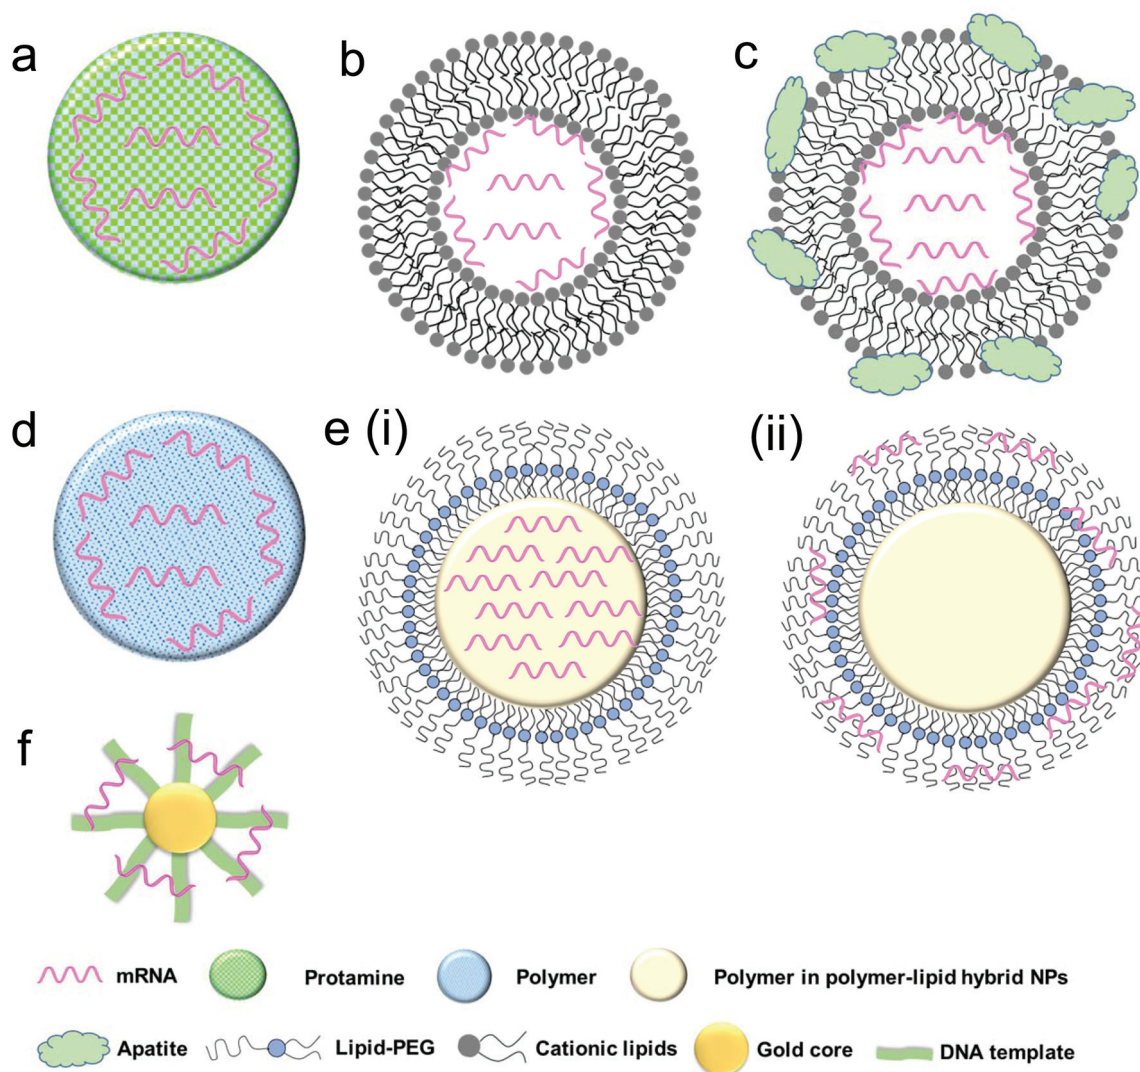 a
b
c
d
e (i)
(ii)
f
mRNA
Protamine
Polymer
Polymer in polymer-lipid hybrid NPs
Apatite
Lipid-PEG
Cationic lipids
Gold core
DNA template